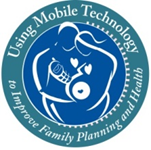 Using Mobile Technology
to Improve Family Planning and Health